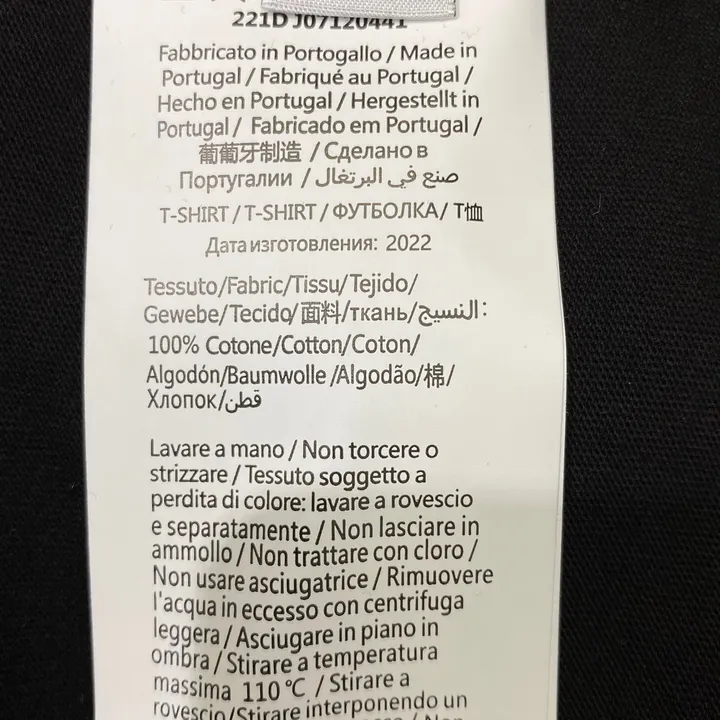 221D J07120441
Fabbricato in Portogallo / Made in
Portugal / Fabriqué au Portugal /
Hecho en Portugal / Hergestellt in
Portugal / Fabricado em Portugal /
葡葡牙制造 / Сделано в
Португалии / صنع في البرتغال
T-SHIRT / T-SHIRT / ФУТБОЛКА / T恤
Дата изготовления: 2022
Tessuto/Fabric/Tissu/Tejido/
Gewebe/Tecido/面料/ткань/النسيج:
100% Cotone/Cotton/Coton/
Algodón/Baumwolle /Algodão/棉/
Хлопок/قطن
Lavare a mano / Non torcere o
strizzare / Tessuto soggetto a
perdita di colore: lavare a rovescio
e separatamente / Non lasciare in
ammollo / Non trattare con cloro /
Non usare asciugatrice / Rimuovere
l'acqua in eccesso con centrifuga
leggera / Asciugare in piano in
ombra / Stirare a temperatura
massima 110 °C / Stirare a
rovescio/Stirare interponendo un